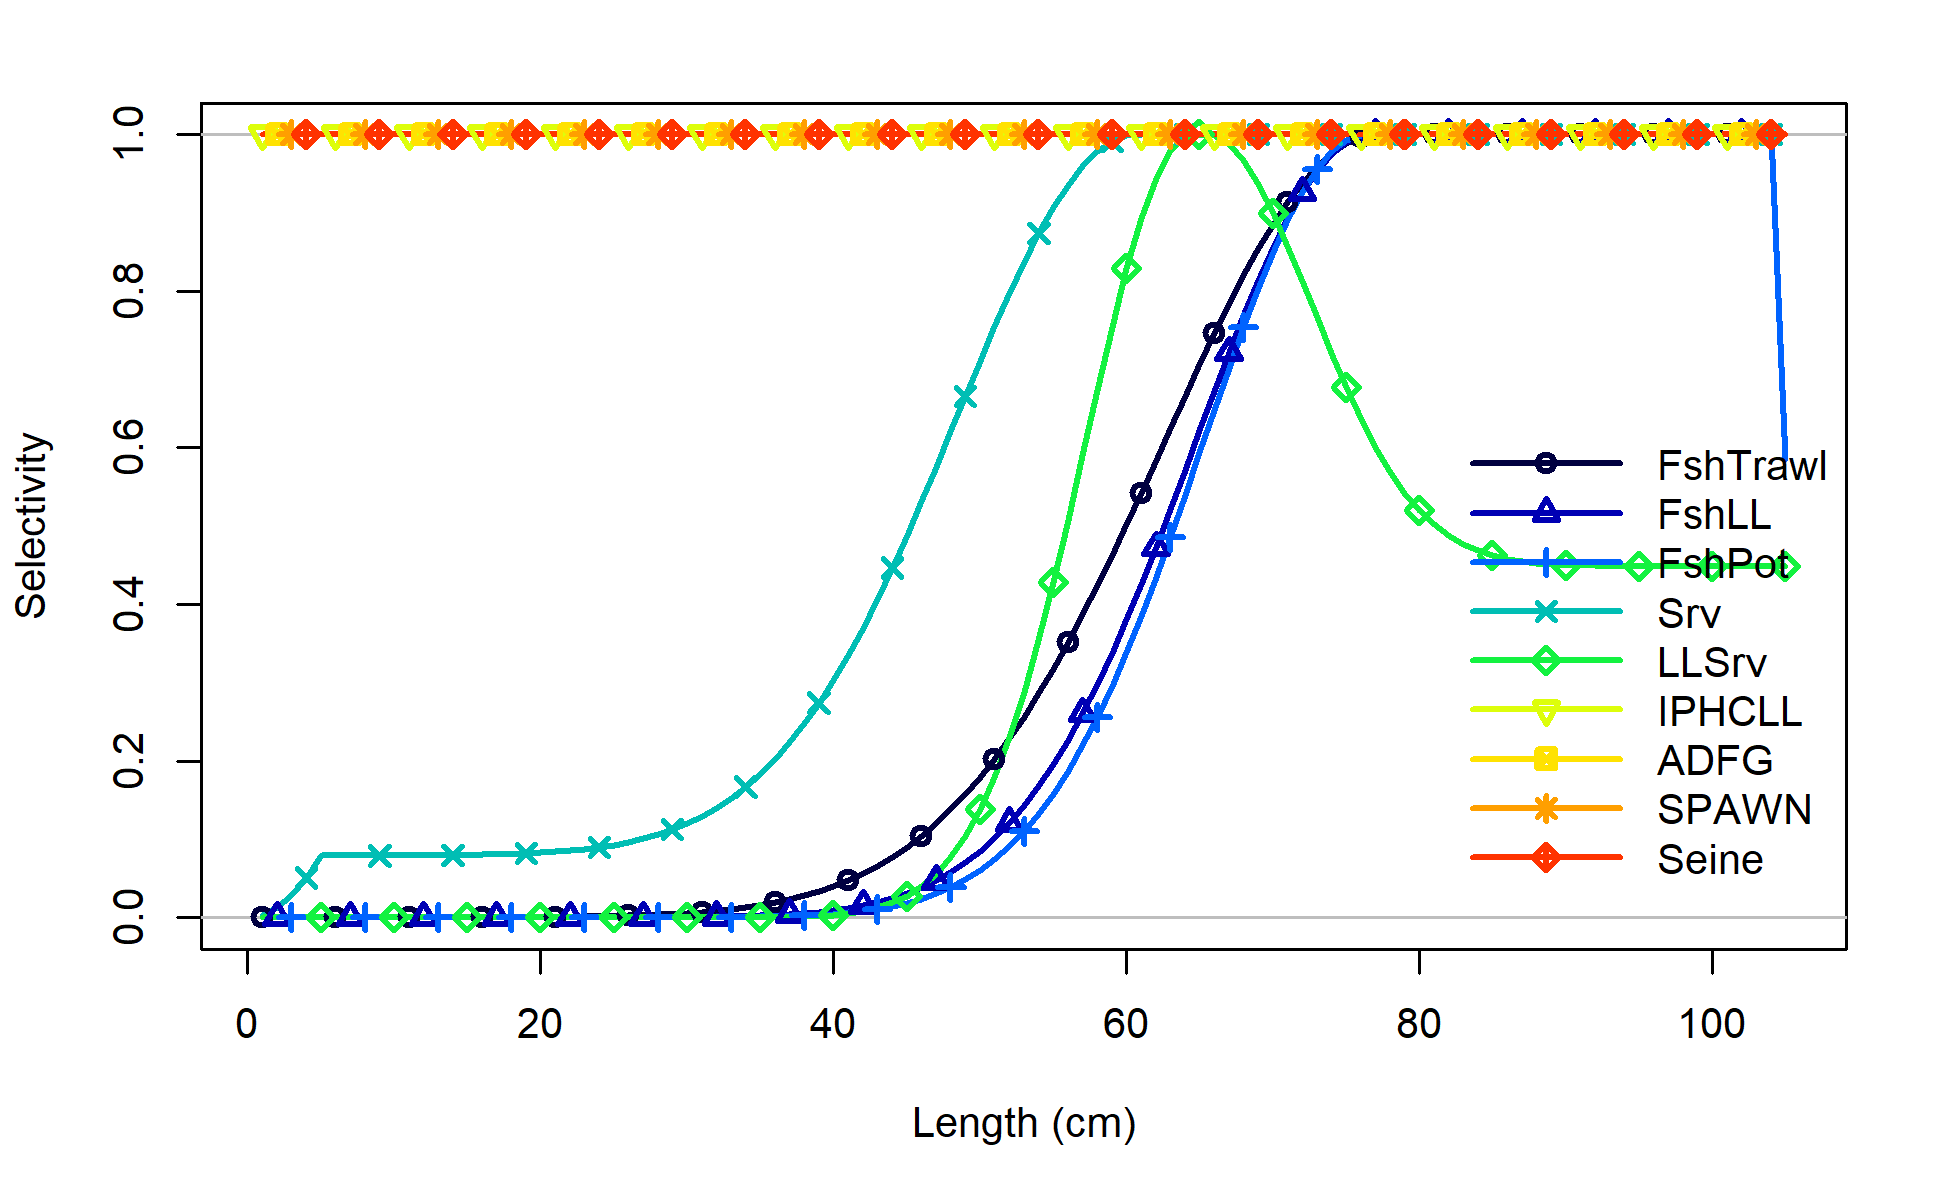 1.0
0.8
0.6
0.4
0.2
0.0
Selectivity
FshTrawl
FshLL
FshPot
Srv
LLSrv
IPHCLL
ADFG
SPAWN
Seine
0 20 40 60 80 100
Length (cm)